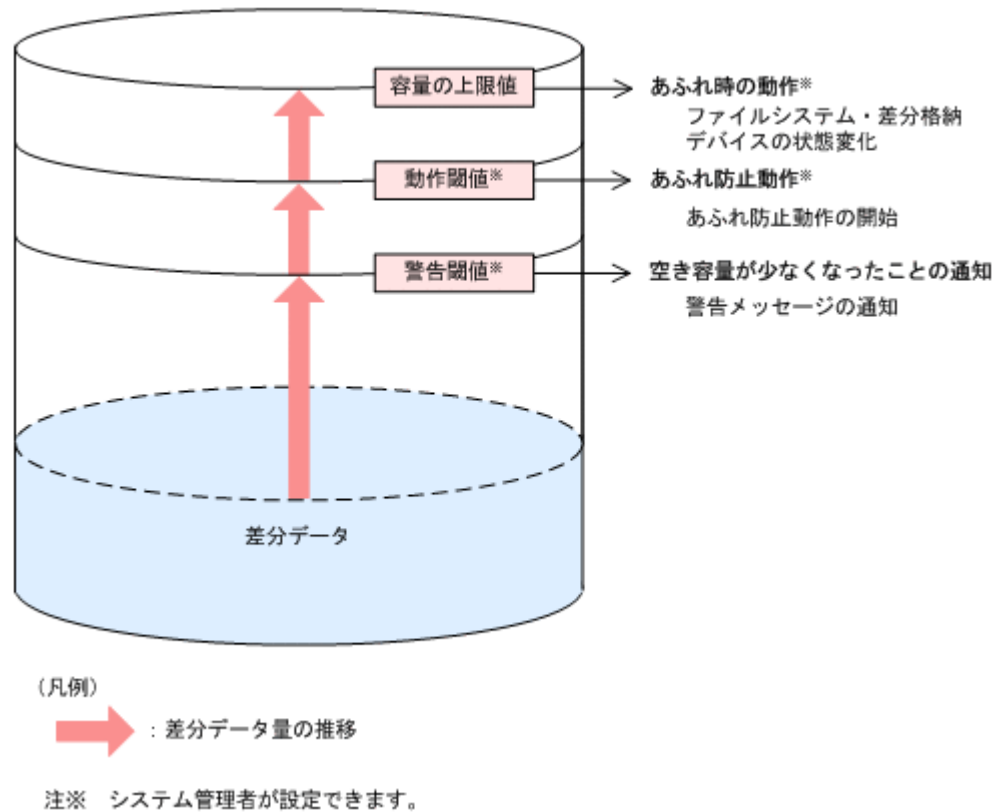 容量の上限値
あふれ時の動作※
ファイルシステム・差分格納
デバイスの状態変化
動作閾値※
あふれ防止動作※
あふれ防止動作の開始
警告閾値※
空き容量が少なくなったことの通知
警告メッセージの通知
差分データ
(凡例)
:差分データ量の推移
注※ システム管理者が設定できます。